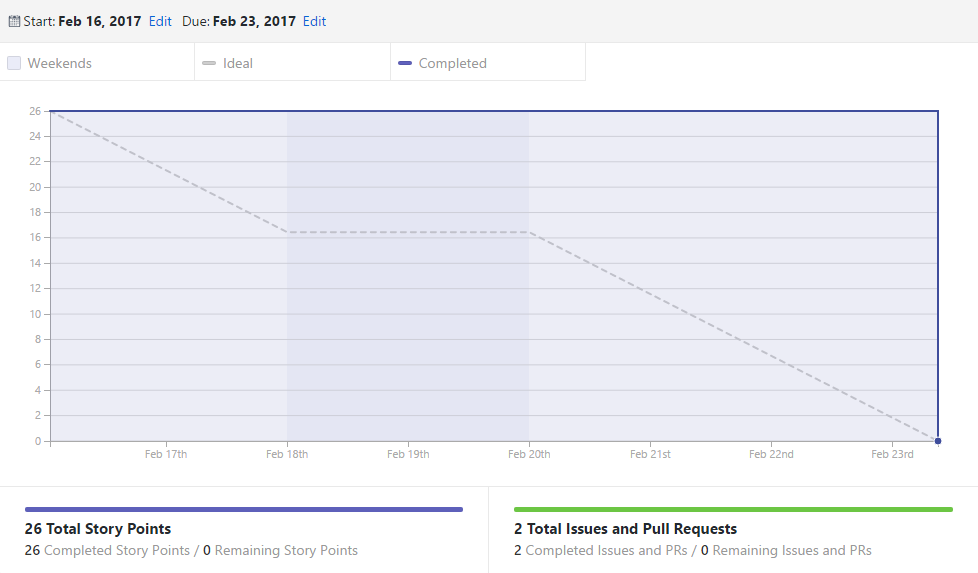 Start: Feb 16, 2017 Edit Due: Feb 23, 2017 Edit
Weekends Ideal Completed
26
24
22
20
18
16
14
12
10
8
6
4
2
0
Feb 17th Feb 18th Feb 19th Feb 20th Feb 21st Feb 22nd Feb 23rd
26 Total Story Points
26 Completed Story Points / 0 Remaining Story Points
2 Total Issues and Pull Requests
2 Completed Issues and PRs / 0 Remaining Issues and PRs